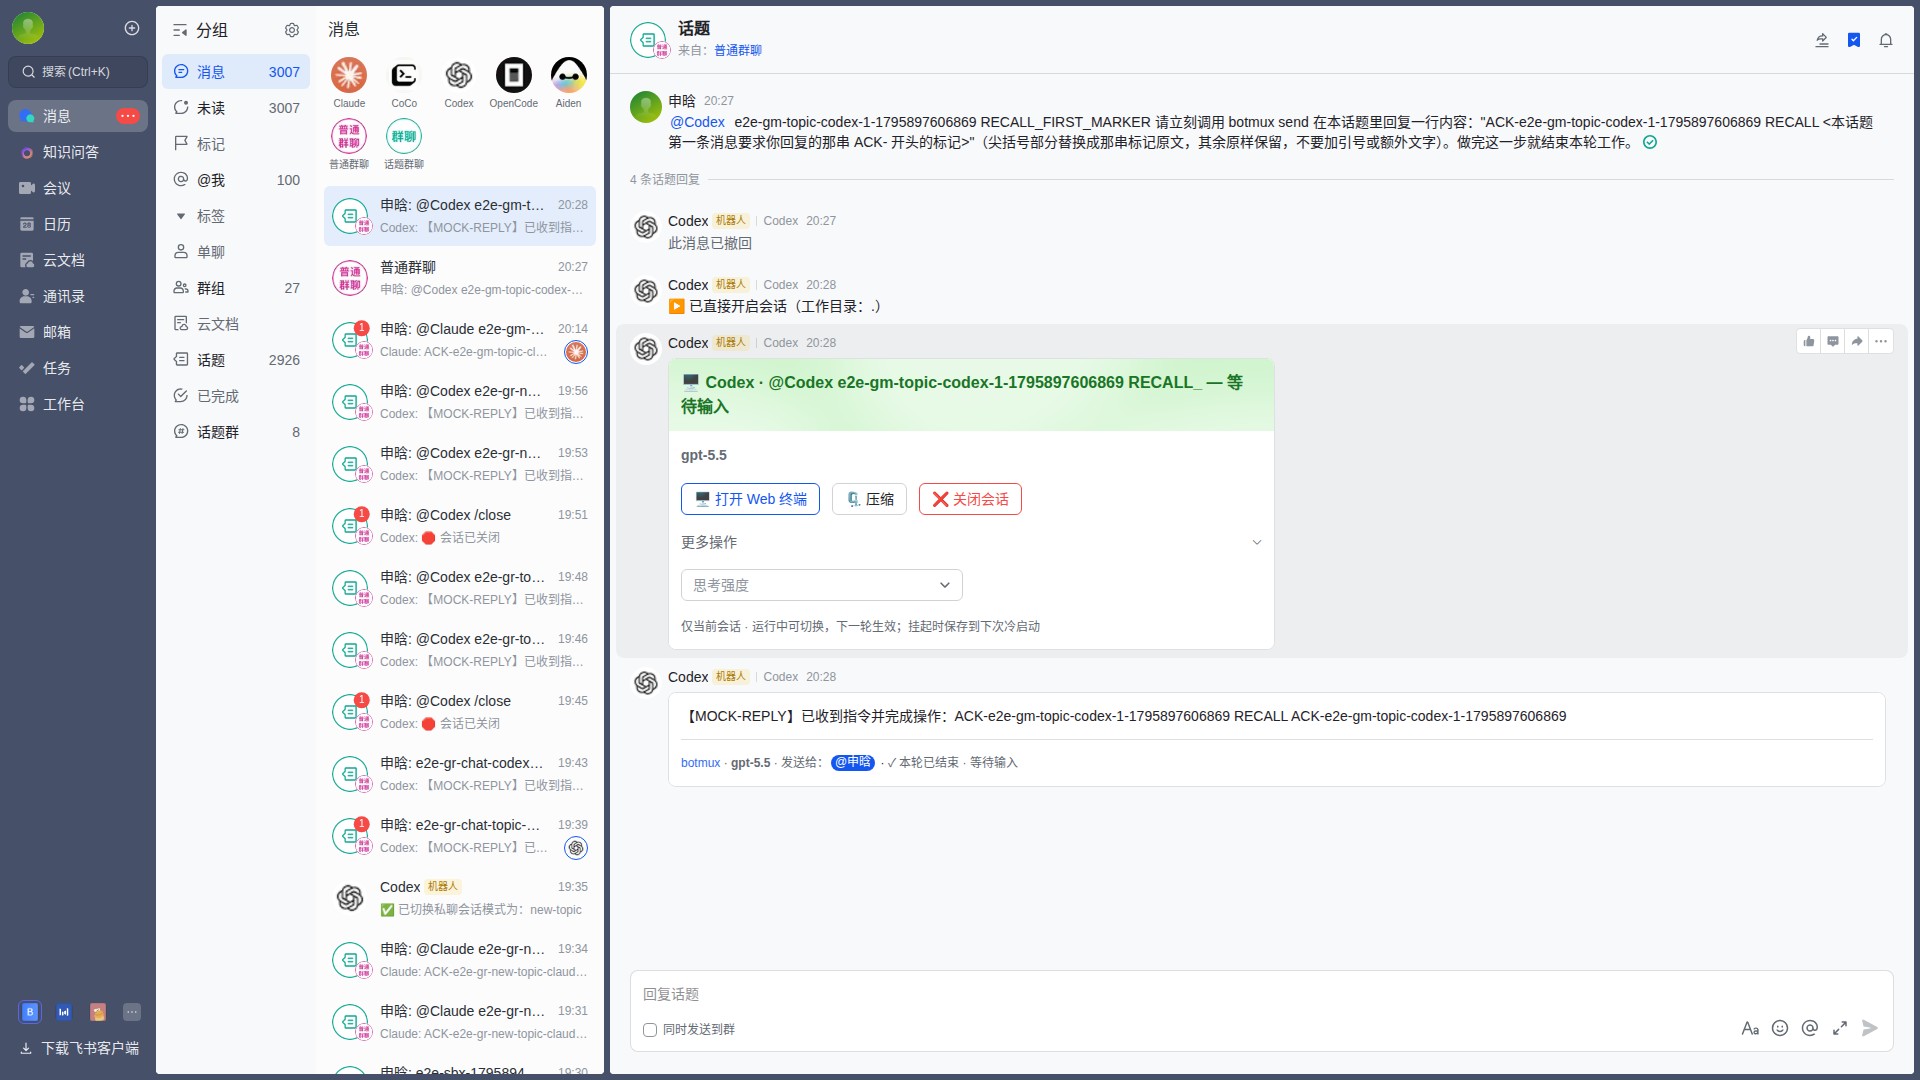 搜索 (Ctrl+K)
消息
知识问答
会议
日历
云文档
通讯录
邮箱
任务
工作台
下载飞书客户端
分组
消息 3007
未读 3007
标记
@我 100
标签
单聊
群组 27
云文档
话题 2926
已完成
话题群 8
消息
Claude CoCo Codex OpenCode Aiden
普通群聊 群聊
普通群聊 话题群聊
申晗: @Codex e2e-gm-t... 20:28
Codex: 【MOCK-REPLY】已收到指...
普通群聊 普通群聊 20:27
申晗: @Codex e2e-gm-topic-codex-...
1 申晗: @Claude e2e-gm-... 20:14
Claude: ACK-e2e-gm-topic-cl...
申晗: @Codex e2e-gr-n... 19:56
Codex: 【MOCK-REPLY】已收到指...
申晗: @Codex e2e-gr-n... 19:53
Codex: 【MOCK-REPLY】已收到指...
1 申晗: @Codex /close 19:51
Codex: 🛑 会话已关闭
申晗: @Codex e2e-gr-to... 19:48
Codex: 【MOCK-REPLY】已收到指...
申晗: @Codex e2e-gr-to... 19:46
Codex: 【MOCK-REPLY】已收到指...
1 申晗: @Codex /close 19:45
Codex: 🛑 会话已关闭
申晗: e2e-gr-chat-codex... 19:43
Codex: 【MOCK-REPLY】已收到指...
1 申晗: e2e-gr-chat-topic-... 19:39
Codex: 【MOCK-REPLY】已...
Codex 机器人 19:35
✅ 已切换私聊会话模式为：new-topic
申晗: @Claude e2e-gr-n... 19:34
Claude: ACK-e2e-gr-new-topic-claud...
申晗: @Claude e2e-gr-n... 19:31
Claude: ACK-e2e-gr-new-topic-claud...
申晗: e2e-sbx-1795894... 19:30
话题
来自：普通群聊
申晗 20:27
@Codex e2e-gm-topic-codex-1-1795897606869 RECALL_FIRST_MARKER 请立刻调用 botmux send 在本话题里回复一行内容："ACK-e2e-gm-topic-codex-1-1795897606869 RECALL <本话题
第一条消息要求你回复的那串 ACK- 开头的标记>"（尖括号部分替换成那串标记原文，其余原样保留，不要加引号或额外文字）。做完这一步就结束本轮工作。
4 条话题回复
Codex 机器人 Codex 20:27
此消息已撤回
Codex 机器人 Codex 20:28
▶️ 已直接开启会话（工作目录：.）
Codex 机器人 Codex 20:28
🖥️ Codex · @Codex e2e-gm-topic-codex-1-1795897606869 RECALL_ — 等
待输入
gpt-5.5
🖥️ 打开 Web 终端 🗜️ 压缩 ❌ 关闭会话
更多操作
思考强度
仅当前会话 · 运行中可切换，下一轮生效；挂起时保存到下次冷启动
Codex 机器人 Codex 20:28
【MOCK-REPLY】已收到指令并完成操作：ACK-e2e-gm-topic-codex-1-1795897606869 RECALL ACK-e2e-gm-topic-codex-1-1795897606869
botmux · gpt-5.5 · 发送给：@申晗 · ✓ 本轮已结束 · 等待输入
回复话题
同时发送到群